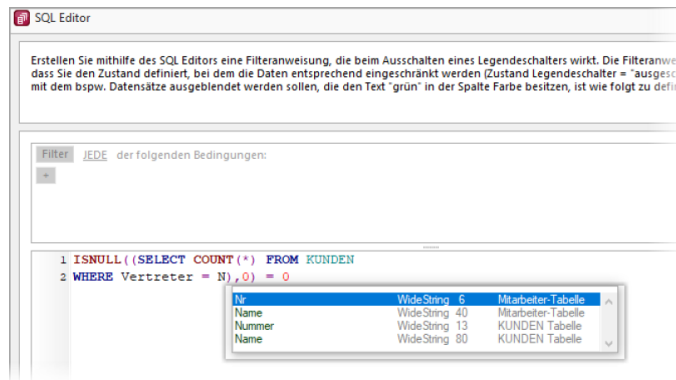 SQL Editor
Erstellen Sie mithilfe des SQL Editors eine Filteranweisung, die beim Ausschalten eines Legendeschalters wirkt. Die Filteranwe
dass Sie den Zustand definiert, bei dem die Daten entsprechend eingeschränkt werden (Zustand Legendeschalter = "ausgesc
mit dem bspw. Datensätze ausgeblendet werden sollen, die den Text "grün" in der Spalte Farbe besitzen, ist wie folgt zu defi
Filter JEDE der folgenden Bedingungen:
+
1 ISNULL((SELECT COUNT(*) FROM KUNDEN
2 WHERE Vertreter = N),0) = 0
Nr WideString 6 Mitarbeiter-Tabelle
Name WideString 40 Mitarbeiter-Tabelle
Nummer WideString 13 KUNDEN Tabelle
Name WideString 80 KUNDEN Tabelle